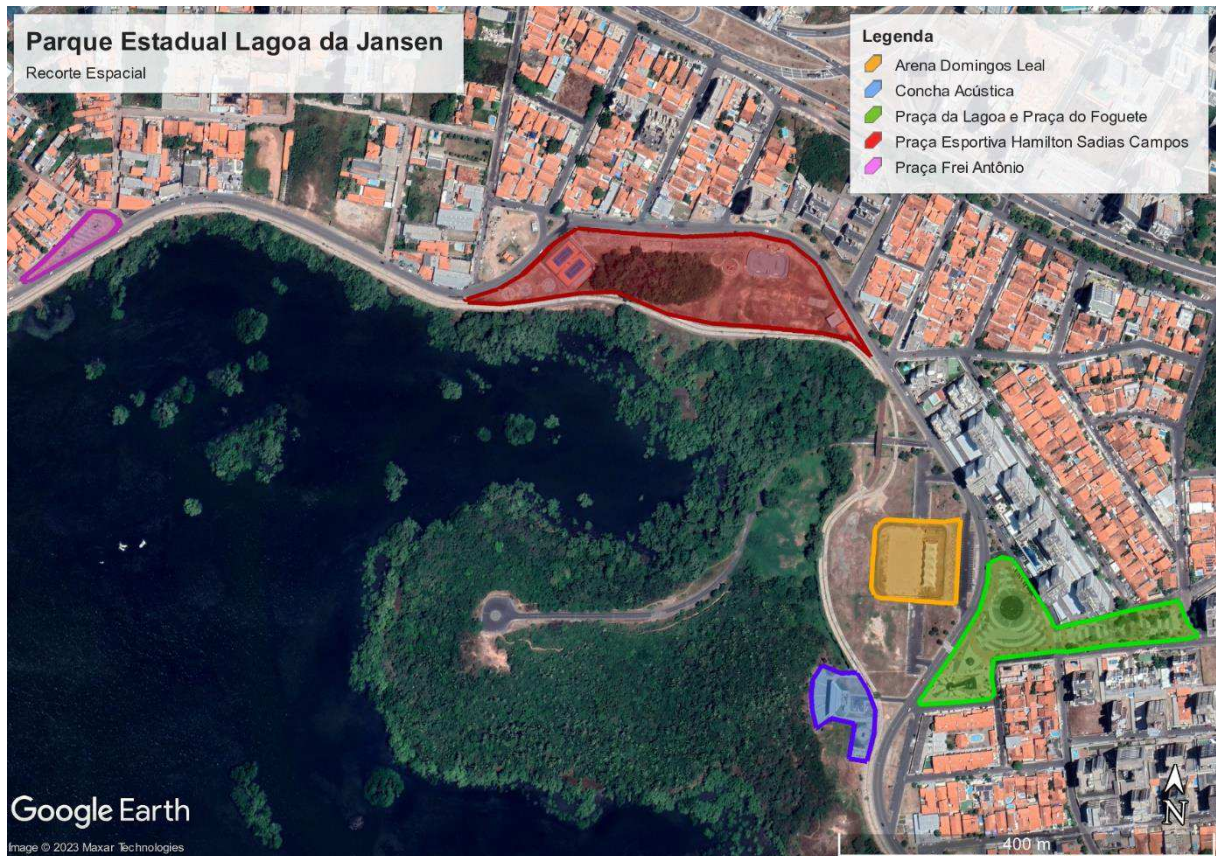 Parque Estadual Lagoa da Jansen
Recorte Espacial
Legenda
Arena Domingos Leal
Concha Acústica
Praça da Lagoa e Praça do Foguete
Praça Esportiva Hamilton Sadias Campos
Praça Frei Antônio
Google Earth
Image © 2023 Maxar Technologies
N
400 m